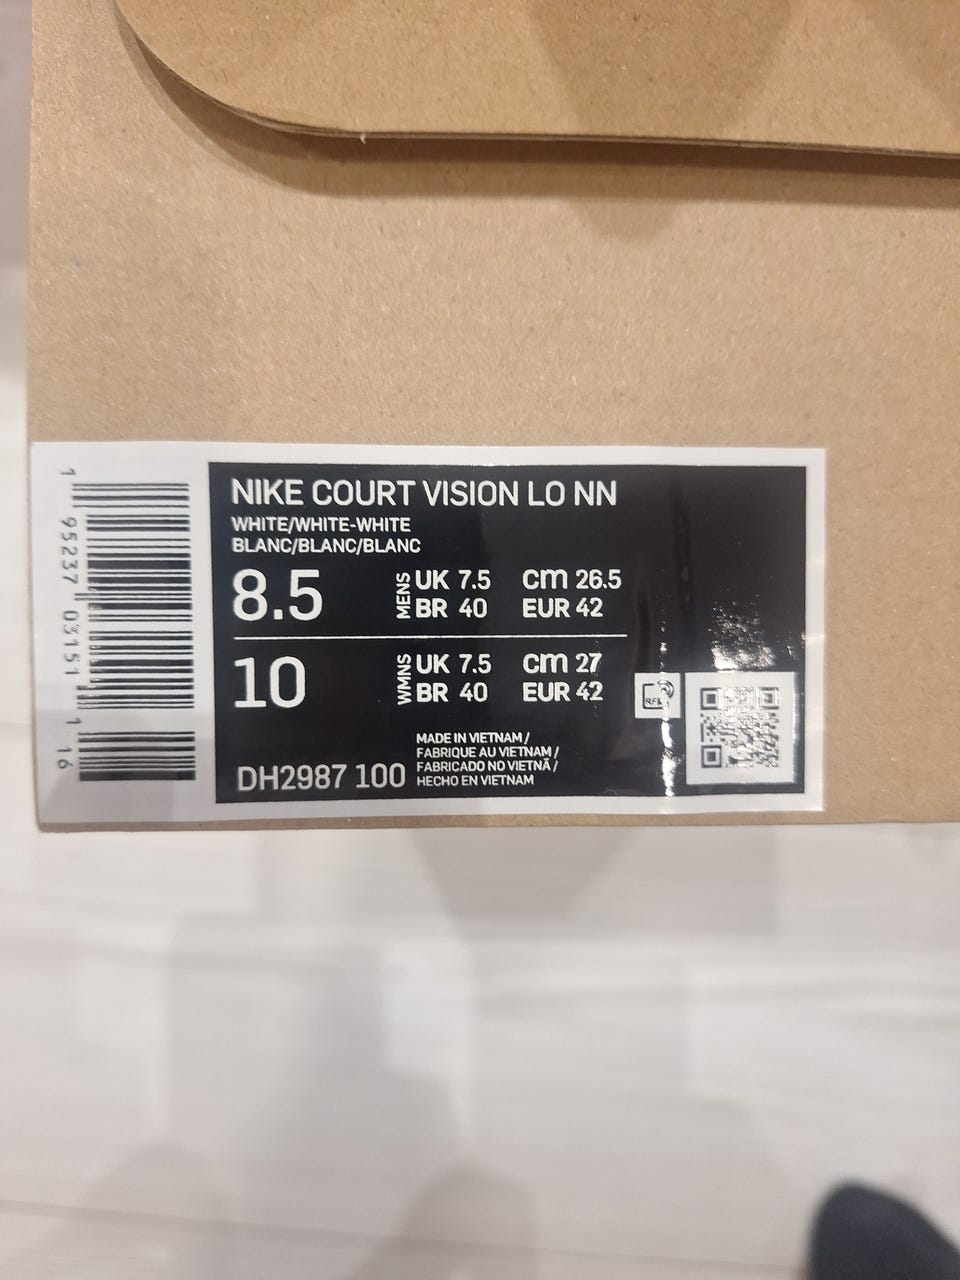 NIKE COURT VISION LO NN
WHITE/WHITE-WHITE
BLANC/BLANC/BLANC
8.5 MENS UK 7.5 CM 26.5
BR 40 EUR 42
10 WMNS UK 7.5 CM 27
BR 40 EUR 42
MADE IN VIETNAM /
FABRIQUE AU VIETNAM /
FABRICADO NO VIETNÃ /
HECHO EN VIETNAM
DH2987 100
RFID
1 95237 03151 1 16